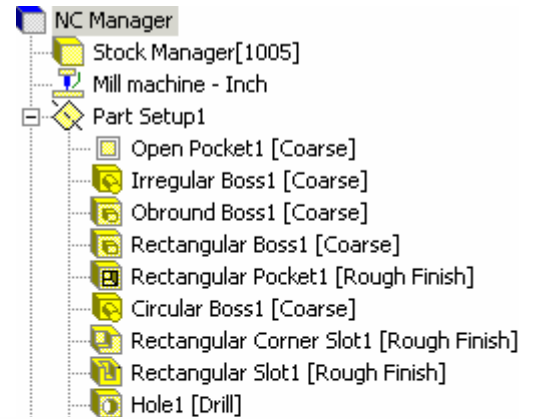 NC Manager
Stock Manager[1005]
Mill machine - Inch
Part Setup1
Open Pocket1 [Coarse]
Irregular Boss1 [Coarse]
Obround Boss1 [Coarse]
Rectangular Boss1 [Coarse]
Rectangular Pocket1 [Rough Finish]
Circular Boss1 [Coarse]
Rectangular Corner Slot1 [Rough Finish]
Rectangular Slot1 [Rough Finish]
Hole1 [Drill]